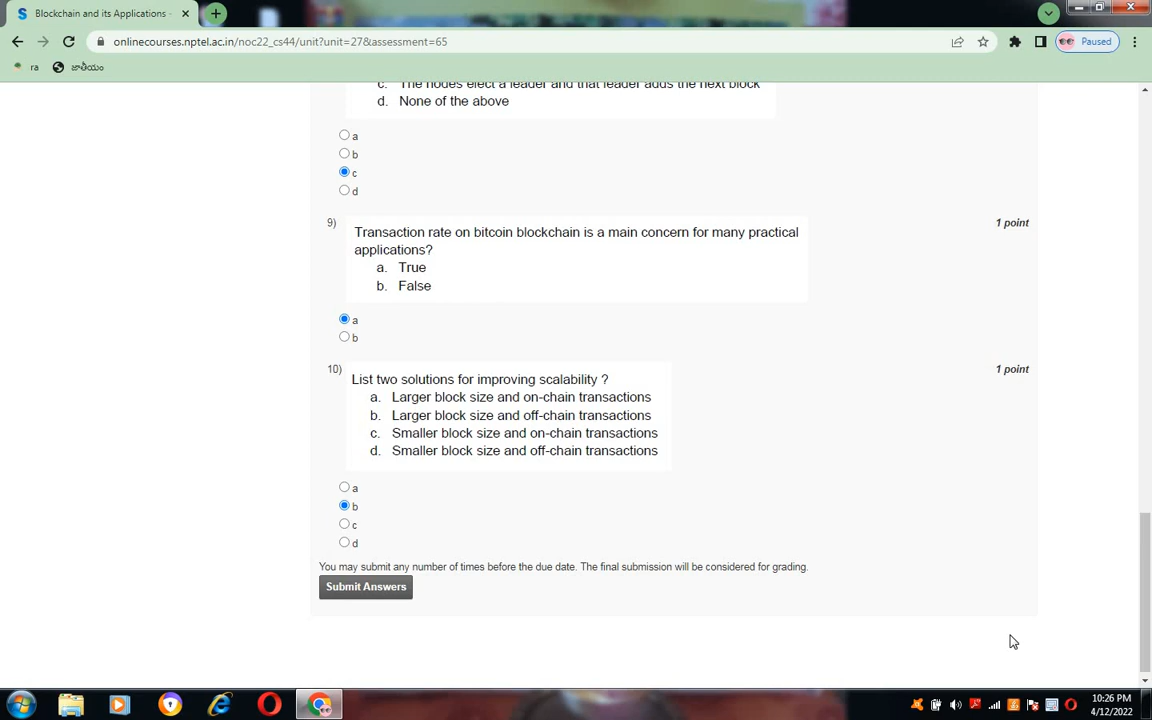 Blockchain and its Applications -
onlinecourses.nptel.ac.in/noc22_cs44/unit?unit=27&assessment=65
Paused
ra
జాతీయం
c. The nodes elect a leader and that leader adds the next block
d. None of the above
a
b
c
d
9)
1 point
Transaction rate on bitcoin blockchain is a main concern for many practical
applications?
a. True
b. False
a
b
10)
1 point
List two solutions for improving scalability ?
a. Larger block size and on-chain transactions
b. Larger block size and off-chain transactions
c. Smaller block size and on-chain transactions
d. Smaller block size and off-chain transactions
a
b
c
d
You may submit any number of times before the due date. The final submission will be considered for grading.
Submit Answers
10:26 PM
4/12/2022